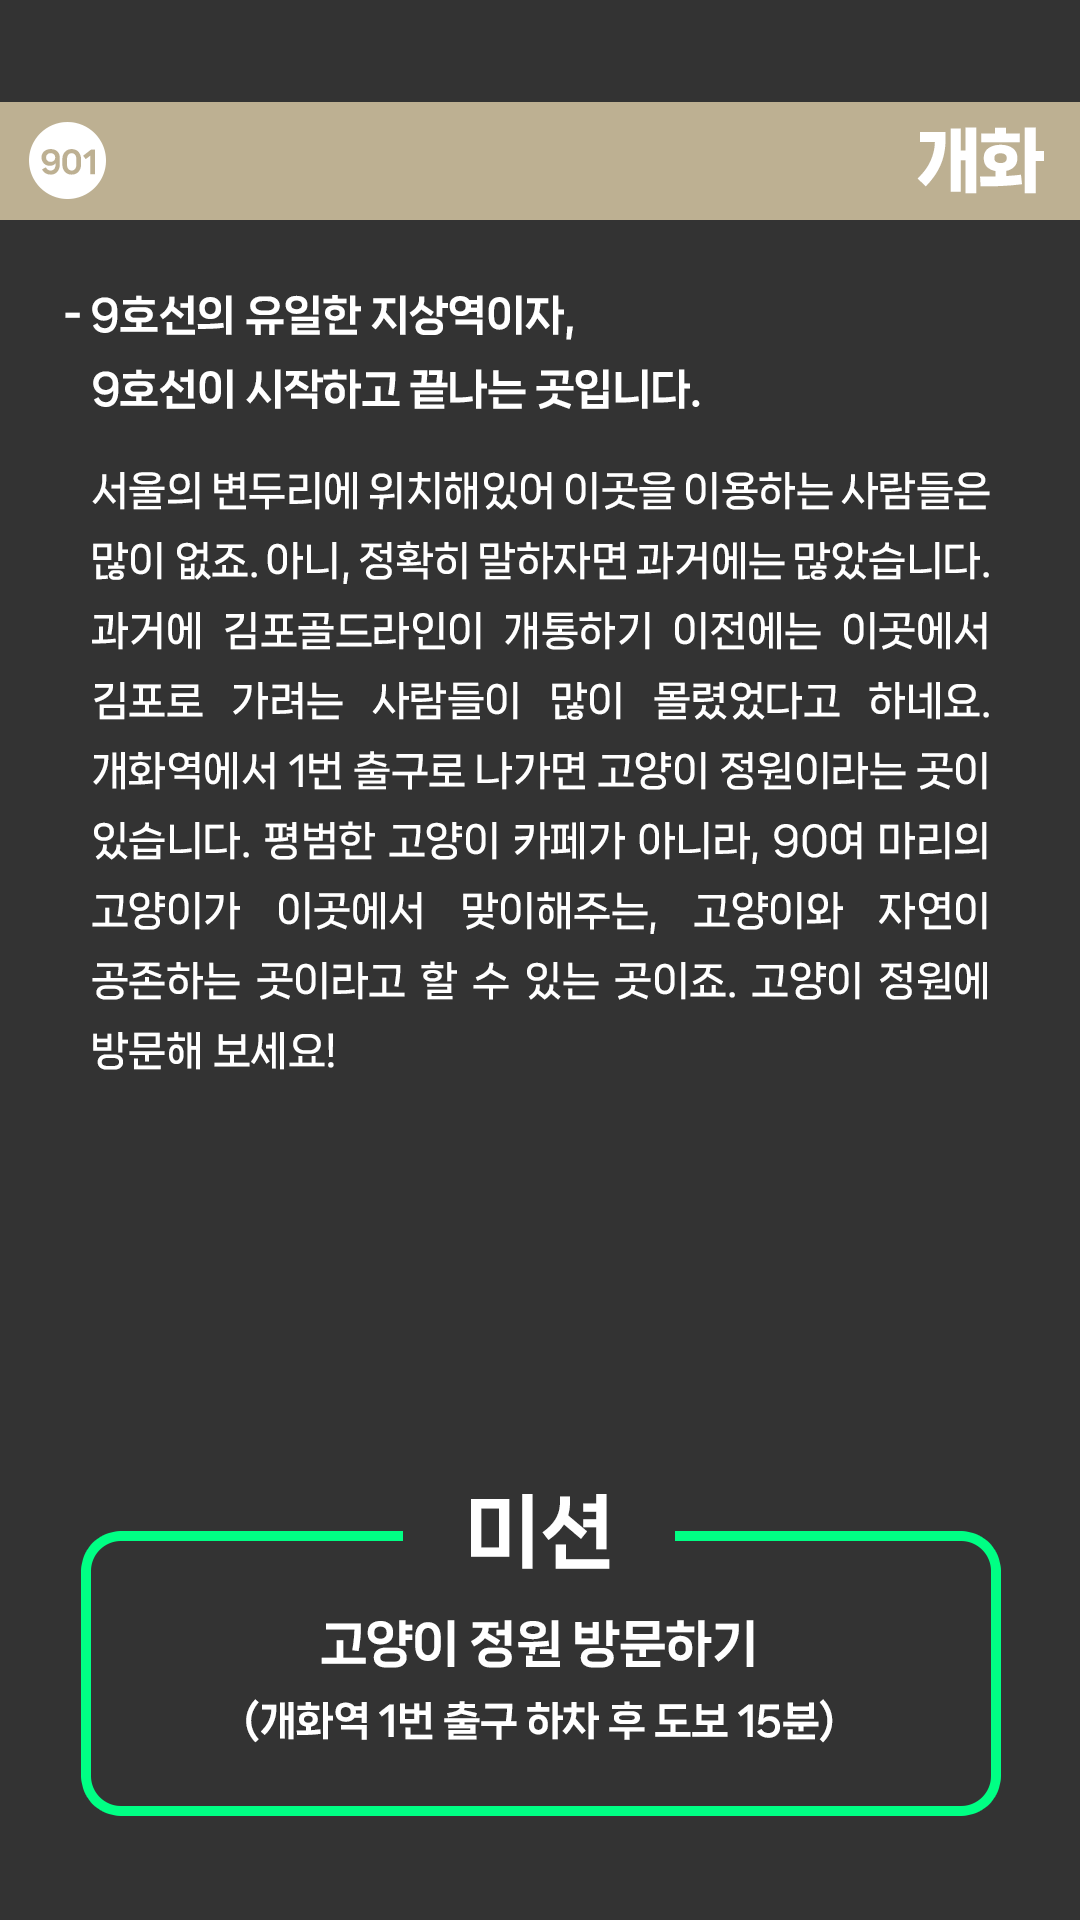 901
개화
- 9호선의 유일한 지상역이자,
9호선이 시작하고 끝나는 곳입니다.
서울의 변두리에 위치해있어 이곳을 이용하는 사람들은
많이 없죠. 아니, 정확히 말하자면 과거에는 많았습니다.
과거에 김포골드라인이 개통하기 이전에는 이곳에서
김포로 가려는 사람들이 많이 몰렸었다고 하네요.
개화역에서 1번 출구로 나가면 고양이 정원이라는 곳이
있습니다. 평범한 고양이 카페가 아니라, 90여 마리의
고양이가 이곳에서 맞이해주는, 고양이와 자연이
공존하는 곳이라고 할 수 있는 곳이죠. 고양이 정원에
방문해 보세요!
미션
고양이 정원 방문하기
(개화역 1번 출구 하차 후 도보 15분)